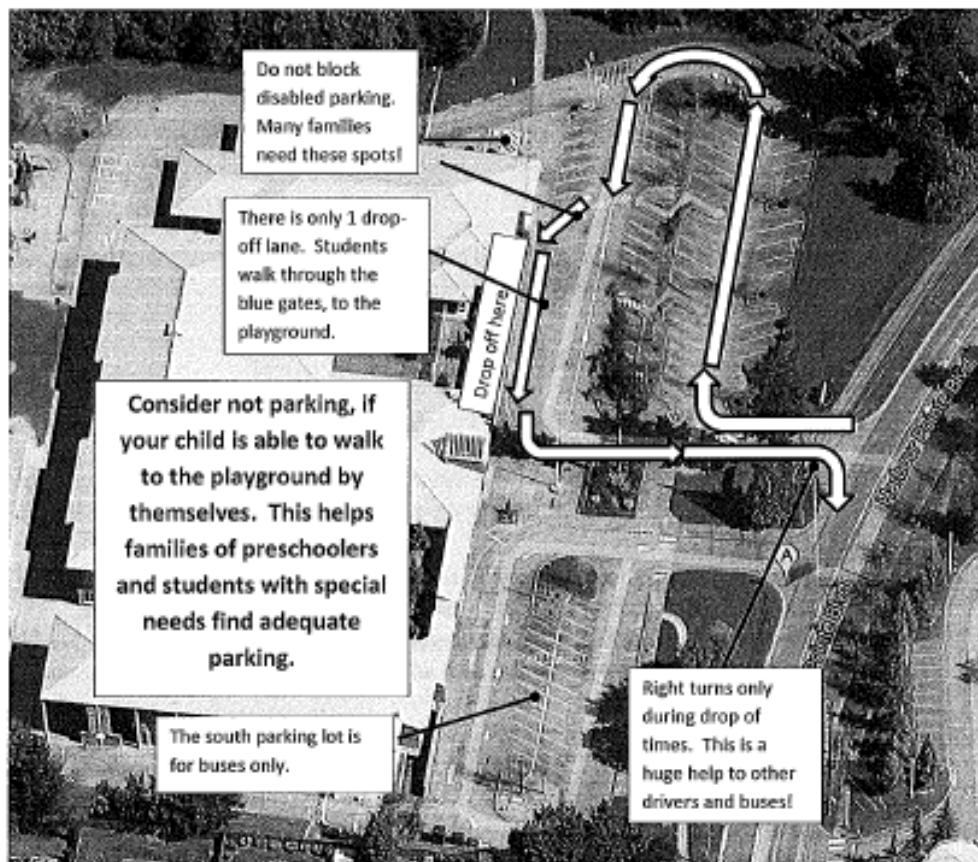 Do not block
disabled parking.
Many families
need these spots!
There is only 1 drop-
off lane. Students
walk through the
blue gates, to the
playground.
Drop off here
Consider not parking, if
your child is able to walk
to the playground by
themselves. This helps
families of preschoolers
and students with special
needs find adequate
parking.
A
The south parking lot is
for buses only.
Right turns only
during drop of
times. This is a
huge help to other
drivers and buses!